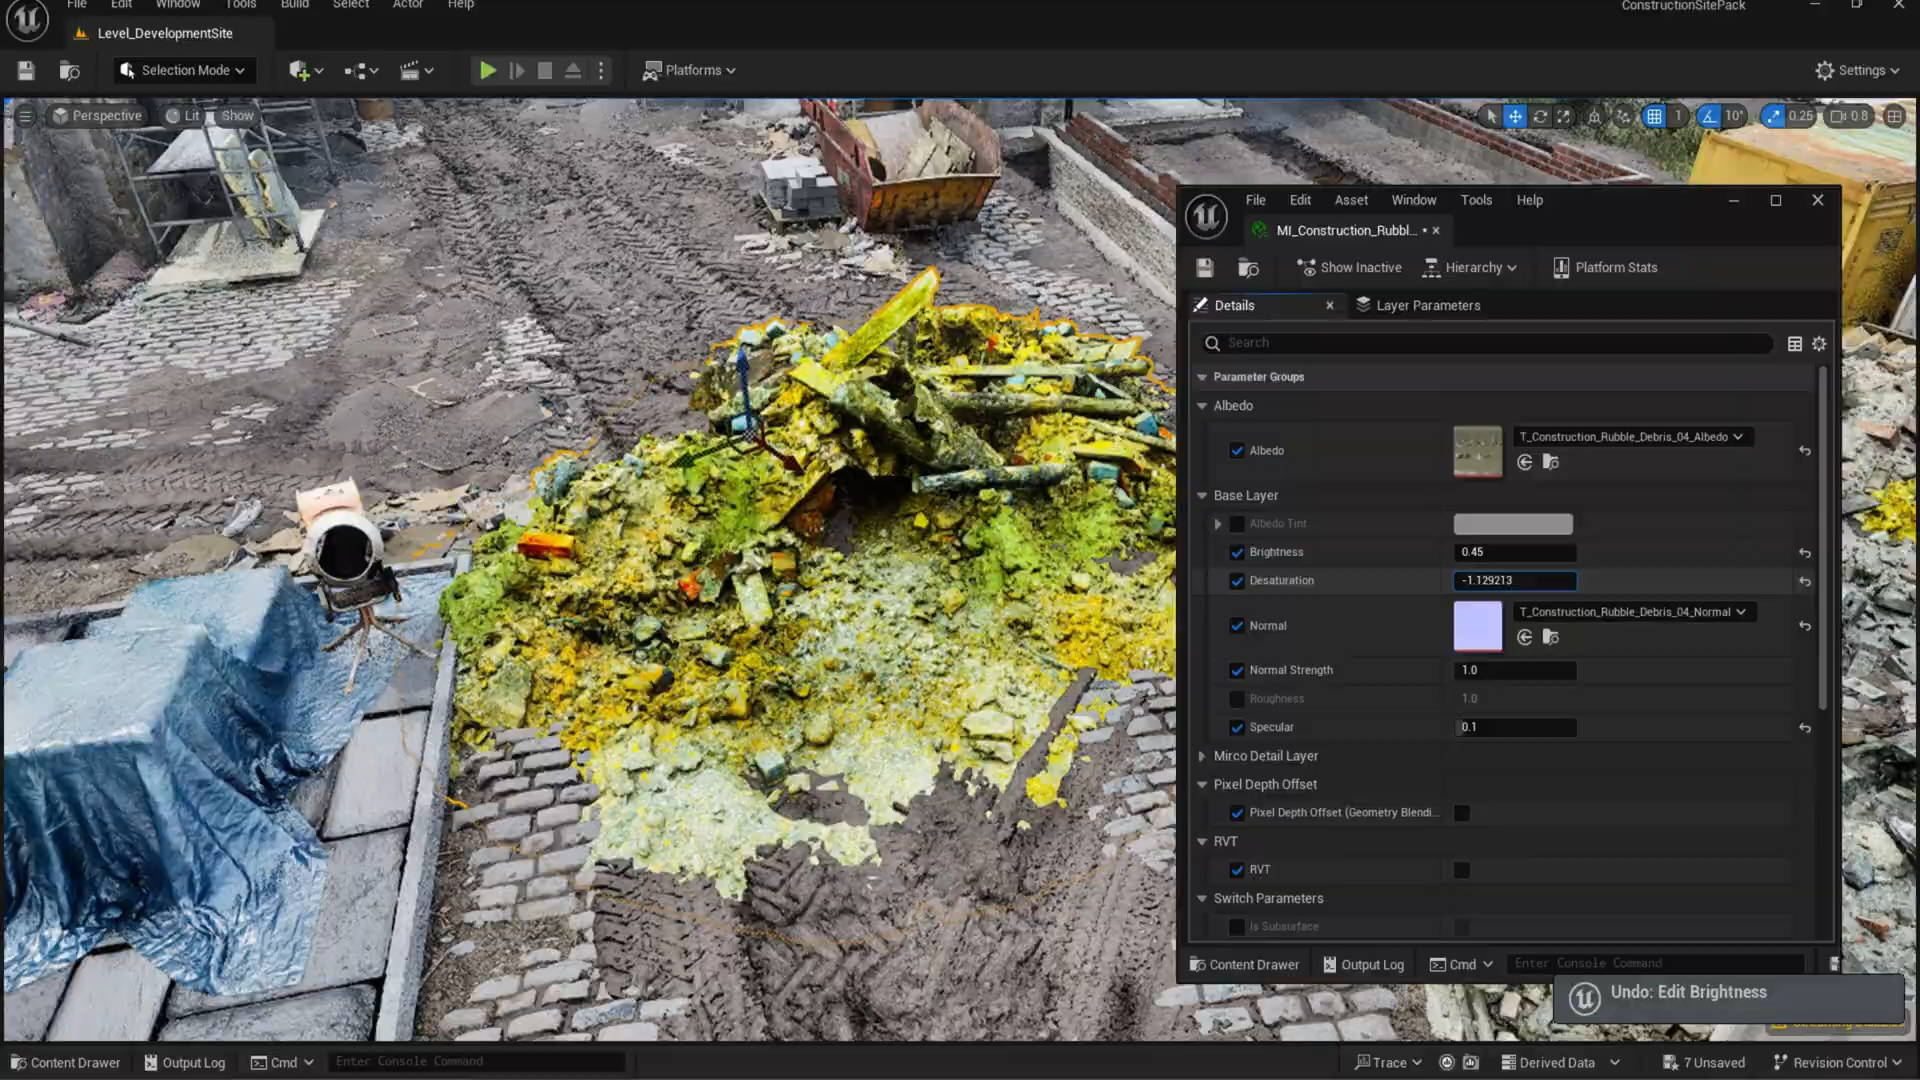 File Edit Window Tools Build Select Actor Help ConstructionSitePack
Level_DevelopmentSite
Selection Mode Platforms Settings
Perspective Lit Show 1 10° 0.25 0.8
File Edit Asset Window Tools Help
MI_Construction_Rubbl... •
Show Inactive Hierarchy Platform Stats
Details Layer Parameters
Search
Parameter Groups
Albedo
Albedo T_Construction_Rubble_Debris_04_Albedo
Base Layer
Albedo Tint
Brightness 0.45
Desaturation -1.129213
Normal T_Construction_Rubble_Debris_04_Normal
Normal Strength 1.0
Roughness 1.0
Specular 0.1
Mirco Detail Layer
Pixel Depth Offset
Pixel Depth Offset (Geometry Blendi...
RVT
RVT
Switch Parameters
Is Subsurface
Content Drawer Output Log Cmd Enter Console Command
Undo: Edit Brightness
Content Drawer Output Log Cmd Enter Console Command Trace Derived Data 7 Unsaved Revision Control